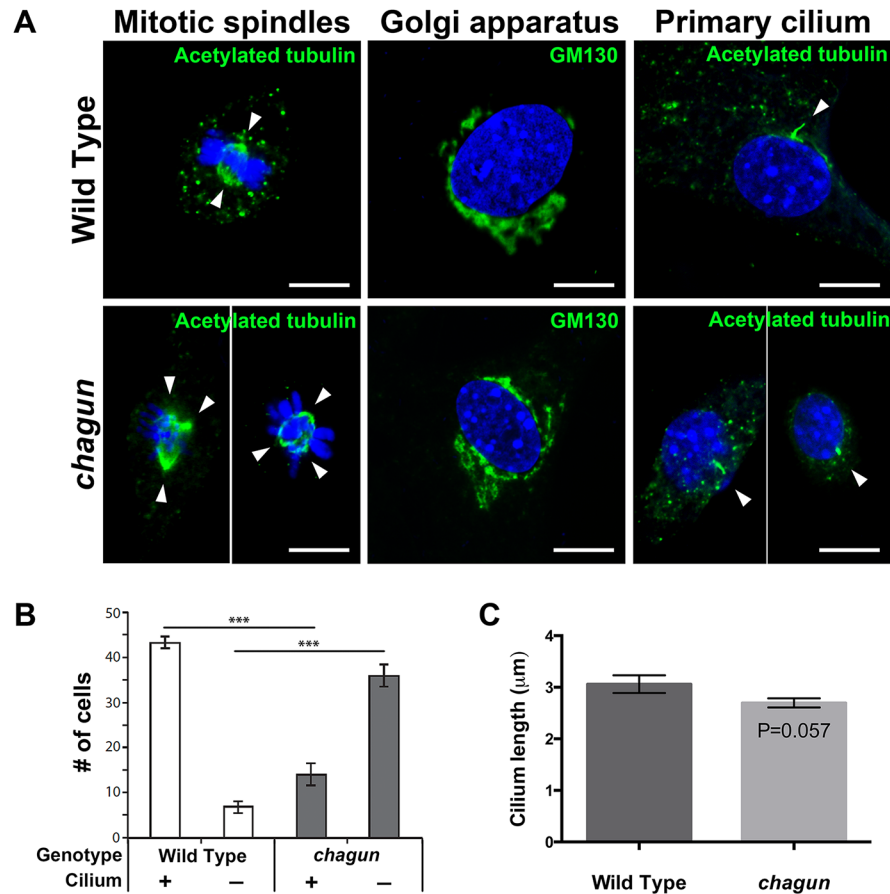 A
Mitotic spindles Golgi apparatus Primary cilium
Wild Type
Acetylated tubulin GM130 Acetylated tubulin
chagun
Acetylated tubulin GM130 Acetylated tubulin
B
# of cells
50
40
30
20
10
0
***
***
Genotype Wild Type chagun
Cilium + − + −
C
Cilium length (μm)
4
3
2
1
0
P=0.057
Wild Type chagun